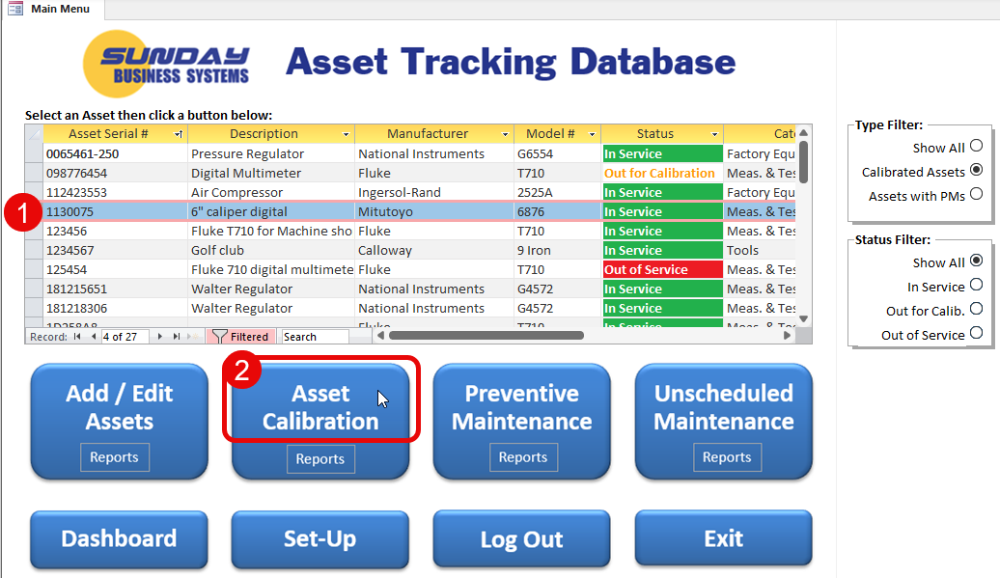 Main Menu
SUNDAY
BUSINESS SYSTEMS
Asset Tracking Database
Select an Asset then click a button below:
Asset Serial # Description Manufacturer Model # Status Cate
0065461-250 Pressure Regulator National Instruments G6554 In Service Factory Equ
098776454 Digital Multimeter Fluke T710 Out for Calibration Meas. & Tes
112423553 Air Compressor Ingersol-Rand 2525A In Service Factory Equ
1 1130075 6" caliper digital Mitutoyo 6876 In Service Meas. & Tes
123456 Fluke T710 for Machine sho Fluke T710 In Service Meas. & Tes
1234567 Golf club Calloway 9 Iron In Service Tools
125454 Fluke 710 digital multimete Fluke T710 Out of Service Meas. & Tes
181215651 Walter Regulator National Instruments G4572 In Service Meas. & Tes
181218306 Walter Regulator National Instruments G4572 In Service Meas. & Tes
Fluke T710 In Service Meas. & Tes
Record: 4 of 27 Filtered Search
Type Filter:
Show All
Calibrated Assets
Assets with PMs
Status Filter:
Show All
In Service
Out for Calib.
Out of Service
Add / Edit
Assets
Reports
2
Asset
Calibration
Reports
Preventive
Maintenance
Reports
Unscheduled
Maintenance
Reports
Dashboard
Set-Up
Log Out
Exit